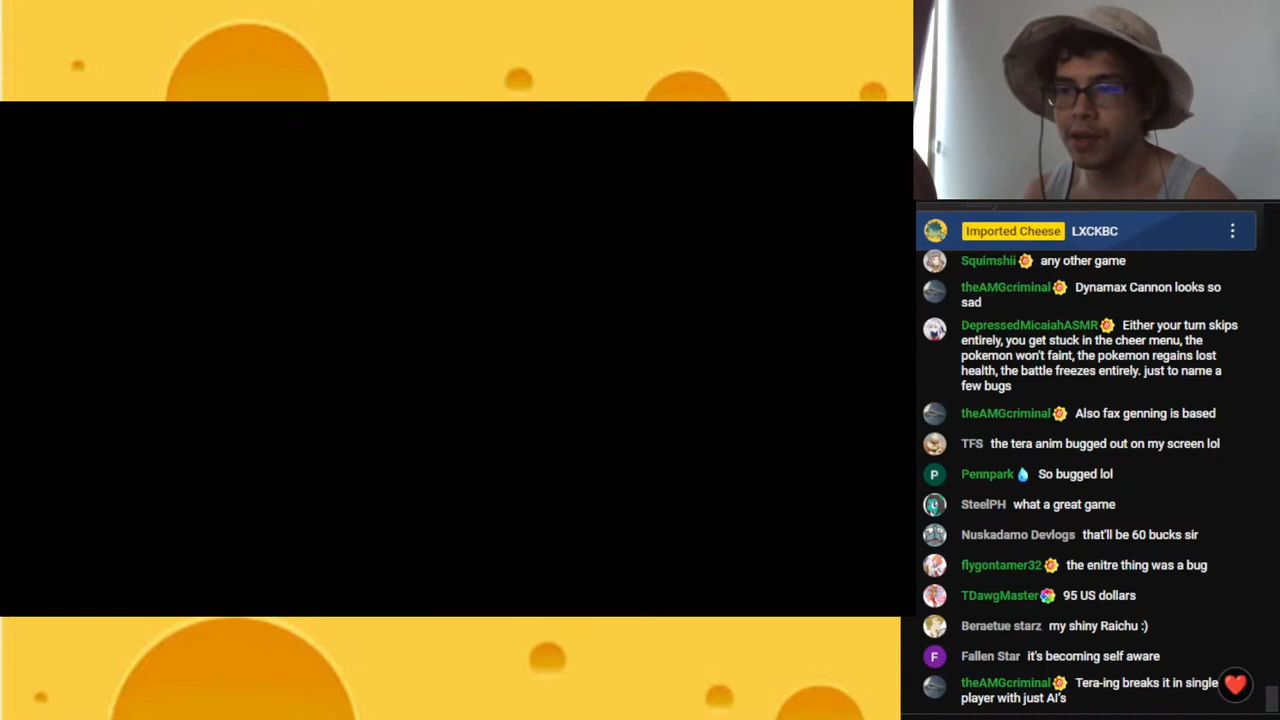 Imported Cheese LXCKBC
Squimshii any other game
theAMGcriminal Dynamax Cannon looks so
sad
DepressedMicaiahASMR Either your turn skips
entirely, you get stuck in the cheer menu, the
pokemon won't faint, the pokemon regains lost
health, the battle freezes entirely. just to name a
few bugs
theAMGcriminal Also fax genning is based
TFS the tera anim bugged out on my screen lol
P Pennpark So bugged lol
SteelPH what a great game
Nuskadamo Devlogs that'll be 60 bucks sir
flygontamer32 the enitre thing was a bug
TDawgMaster 95 US dollars
Beraetue starz my shiny Raichu :)
F Fallen Star it's becoming self aware
theAMGcriminal Tera-ing breaks it in single
player with just AI's